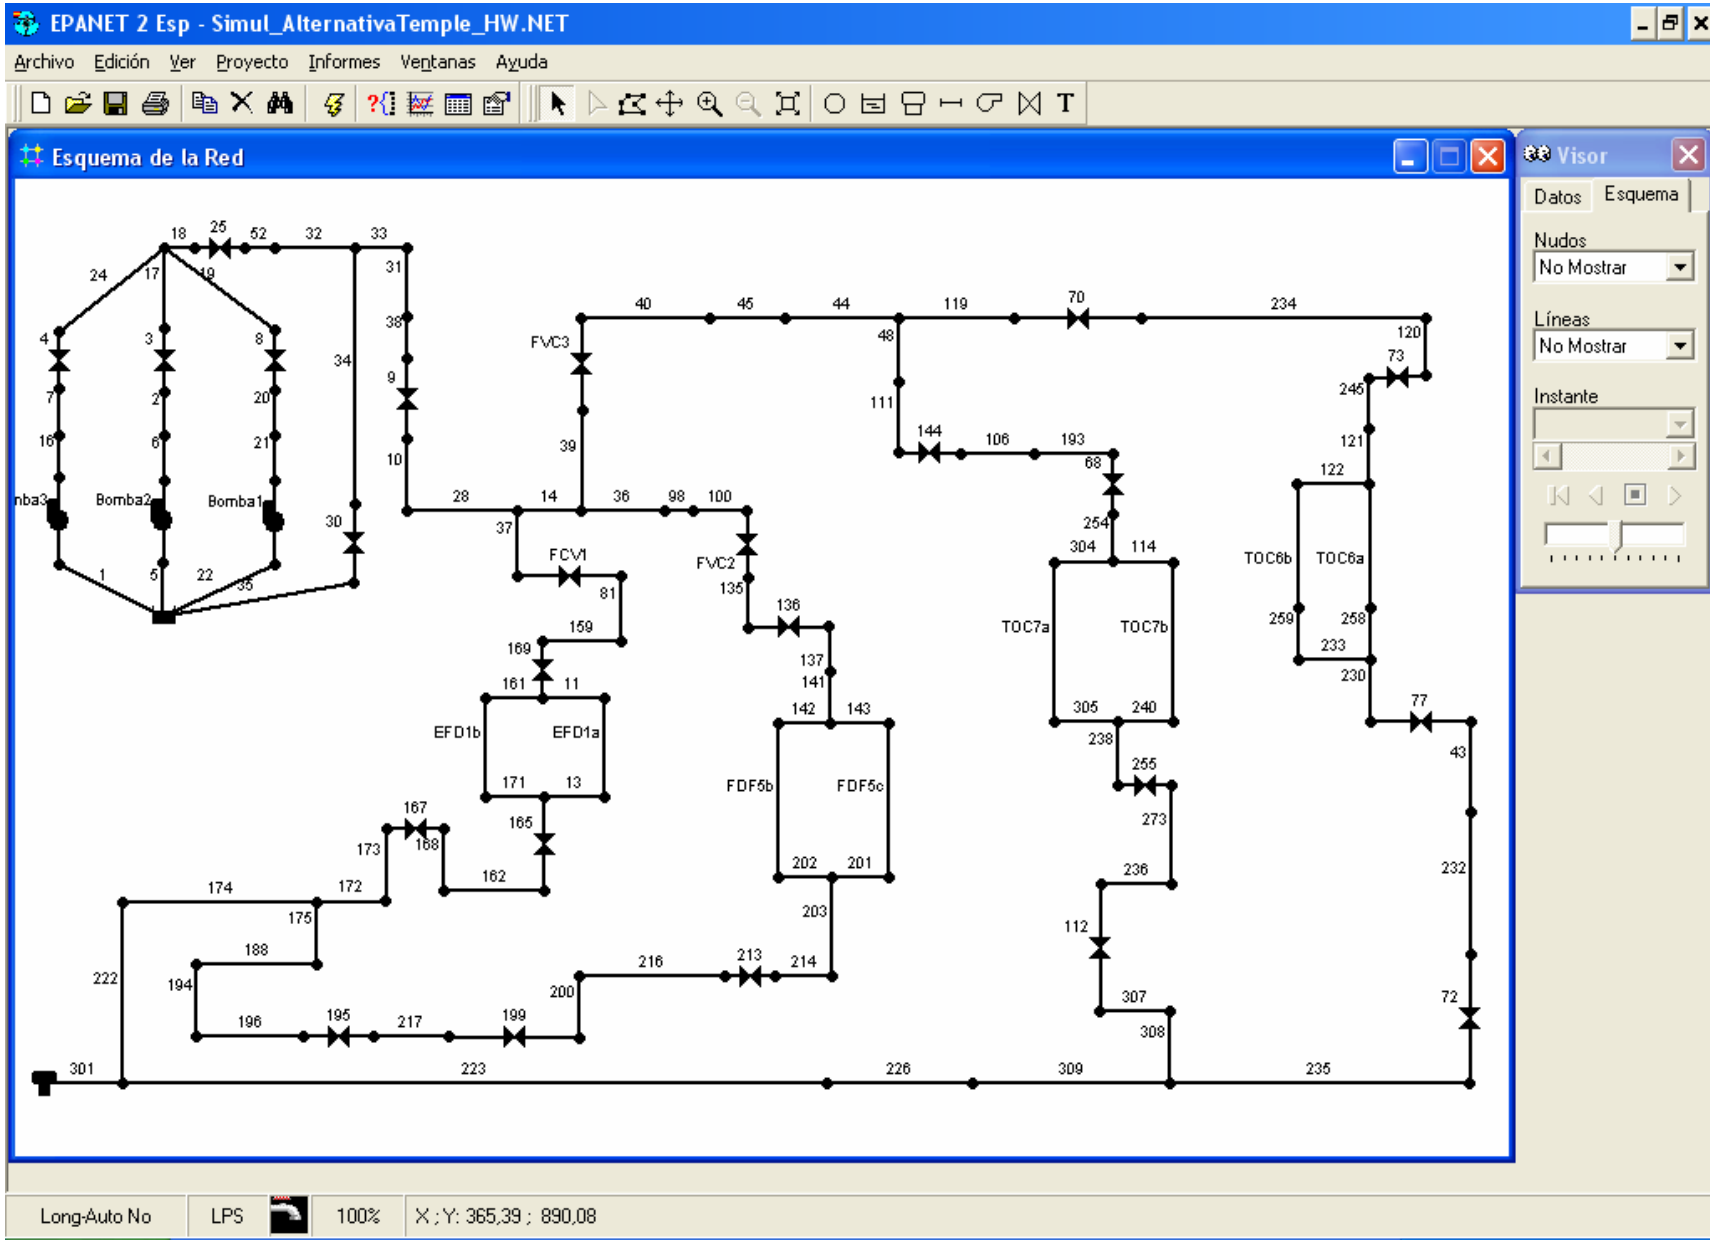 EPANET 2 Esp - Simul_AlternativaTemple_HW.NET
Archivo Edición Ver Proyecto Informes Ventanas Ayuda
T
Esquema de la Red
Visor
Datos Esquema
Nudos
No Mostrar
Líneas
No Mostrar
Instante
18 25 52 32 33
24 17 19 31
40 45 44 119 70 234
4 3 8 38 48 120
FVC3 34 73
7 2 20 9 111 245
16 6 21 39 10 144 106 193 121
68 122
nba3 Bomba2 Bomba1 28 14 36 98 100
30 37 254
FCV1 FVC2 304 114 TOC6b TOC6a
1 5 22 35 81 135
159 136 259 258
169 137 TOC7a TOC7b 233
161 11 141 230
142 143 305 240 77
EFD1b EFD1a 238 43
171 13 FDF5b FDF5c 255
167 165 273
173 168
174 172 162 202 201 236 232
175 203 112
188 216 213 214
222 194 200 307 72
196 195 217 199 308
301 223 226 309 235
Long-Auto No LPS 100% X ; Y: 365,39 ; 890,08